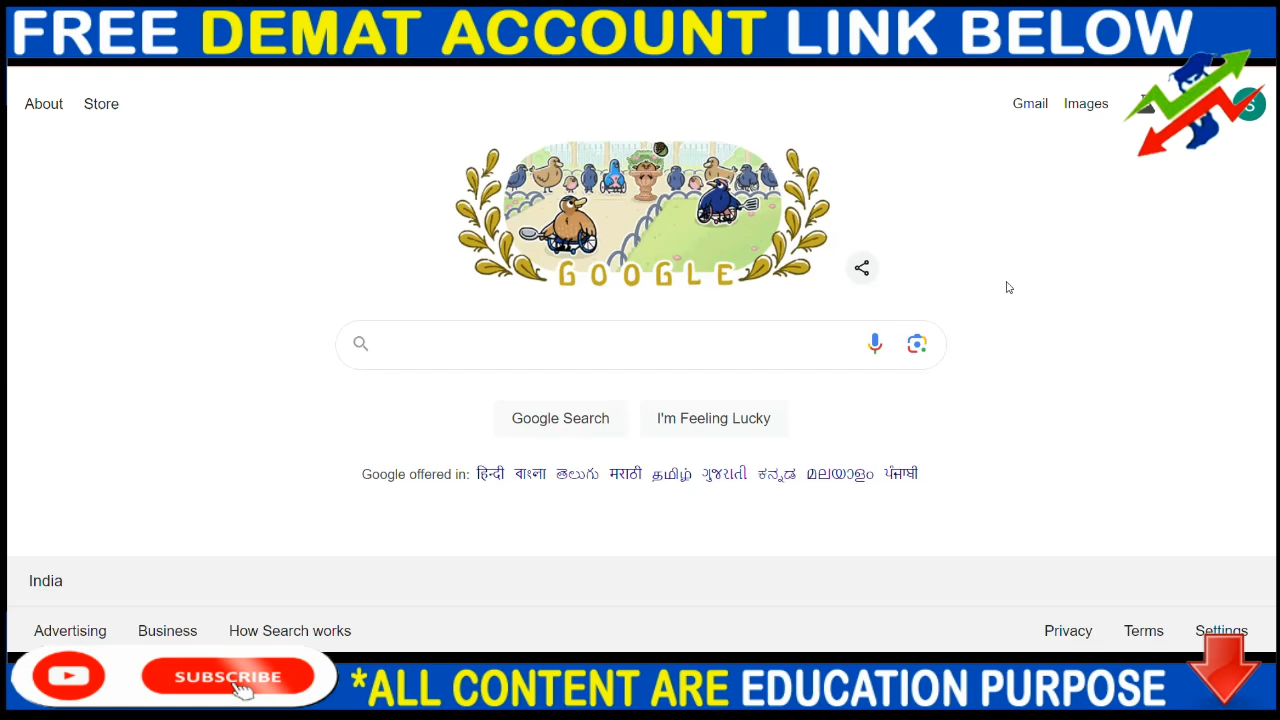 FREE DEMAT ACCOUNT LINK BELOW
About Store
Gmail Images
S
GOOGLE
Google Search I'm Feeling Lucky
Google offered in: हिन्दी বাংলা తెలుగు मराठी தமிழ் ગુજરાતી ಕನ್ನಡ മലയാളം ਪੰਜਾਬੀ
India
Advertising Business How Search works
Privacy Terms Settings
SUBSCRIBE
*ALL CONTENT ARE EDUCATION PURPOSE